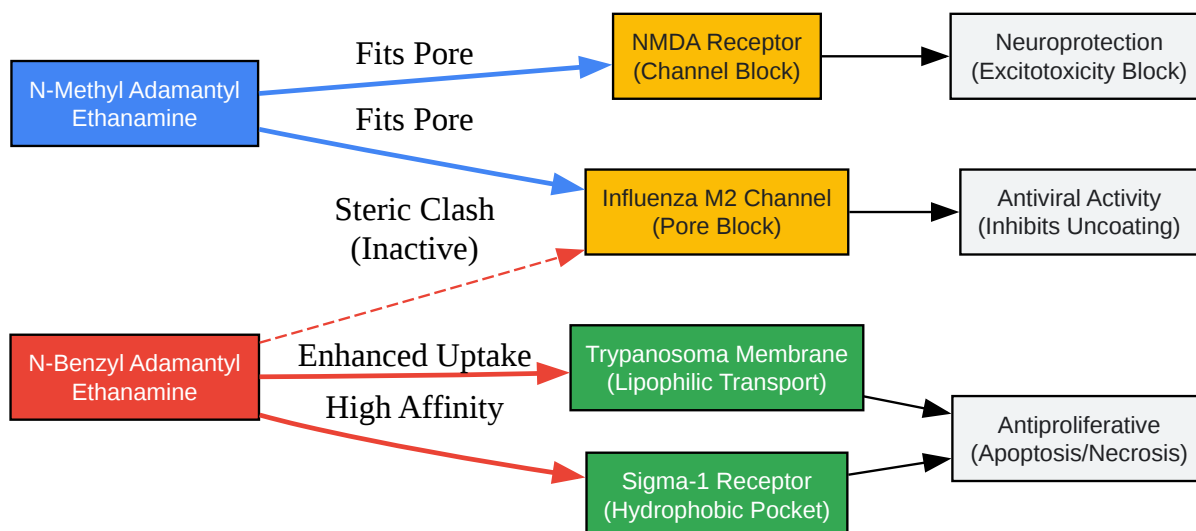 N-Methyl Adamantyl
Ethanamine
Fits Pore
Fits Pore
NMDA Receptor
(Channel Block)
Neuroprotection
(Excitotoxicity Block)
Influenza M2 Channel
(Pore Block)
Antiviral Activity
(Inhibits Uncoating)
Steric Clash
(Inactive)
N-Benzyl Adamantyl
Ethanamine
Enhanced Uptake
High Affinity
Trypanosoma Membrane
(Lipophilic Transport)
Sigma-1 Receptor
(Hydrophobic Pocket)
Antiproliferative
(Apoptosis/Necrosis)